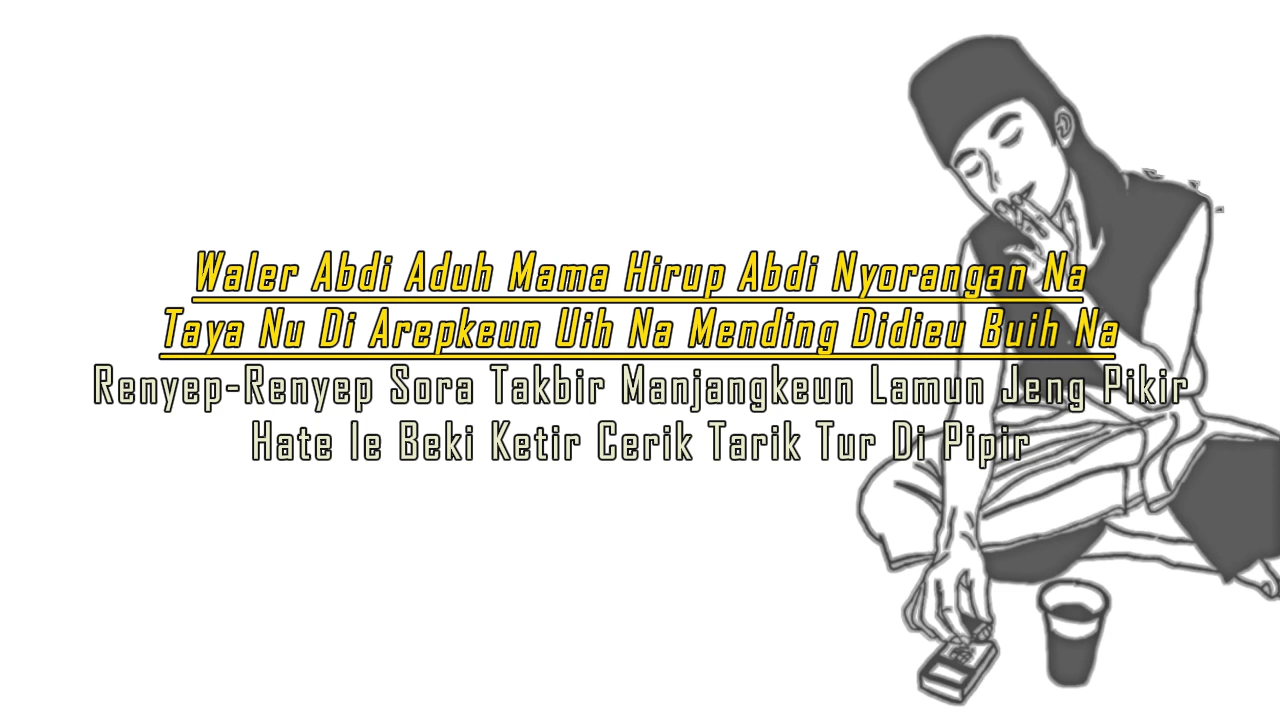 Waler Abdi Aduh Mama Hirup Abdi Nyorangan Na
Taya Nu Di Arepkeun Uih Na Mending Didieu Buih Na
Renyep-Renyep Sora Takbir Manjangkeun Lamun Jeng Pikir
Hate Ie Beki Ketir Cerik Tarik Tur Di Pipir